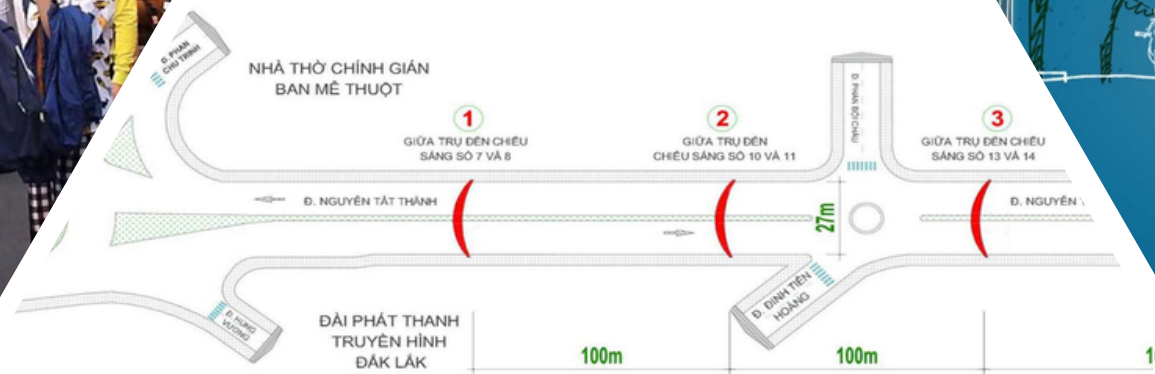 Đ. PHAN
CHU TRINH
NHÀ THỜ CHÍNH GIÁN
BAN MÊ THUỘT
1
GIỮA TRỤ ĐÈN CHIẾU
SÁNG SỐ 7 VÀ 8
2
GIỮA TRỤ ĐÈN
CHIẾU SÁNG SỐ 10 VÀ 11
Đ. PHAN BỘI CHÂU
3
GIỮA TRỤ ĐÈN CHIẾU
SÁNG SỐ 13 VÀ 14
Đ. NGUYỄN TẤT THÀNH
27m
Đ. NGUYỄN
Đ. HÙNG
VƯƠNG
ĐÀI PHÁT THANH
TRUYỀN HÌNH
ĐẮK LẮK
Đ. ĐINH TIÊN
HOÀNG
100m
100m